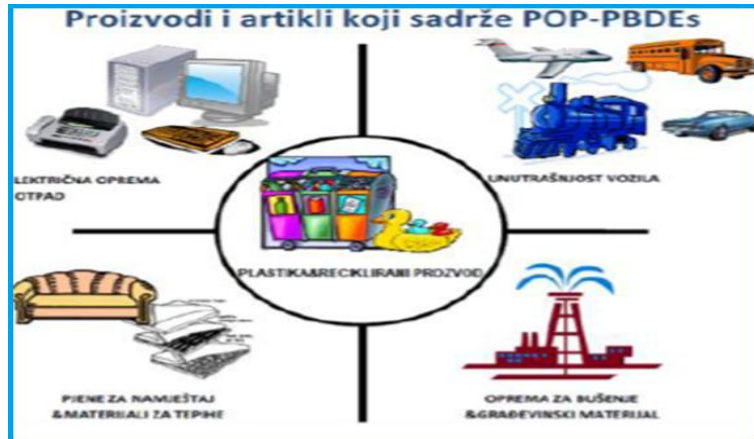 Proizvodi i artikli koji sadrže POP-PBDEs
LEKTRIČNA OPREMA
OTPAD
UNUTRAŠNJOST VOZILA
PLASTIKA&RECIKLIRANI PROZVOD
PJENE ZA NAMJEŠTAJ
&MATERIJALI ZA TEPIHE
OPREMA ZA BUŠENJE
&GRAĐEVINSKI MATERIJAL